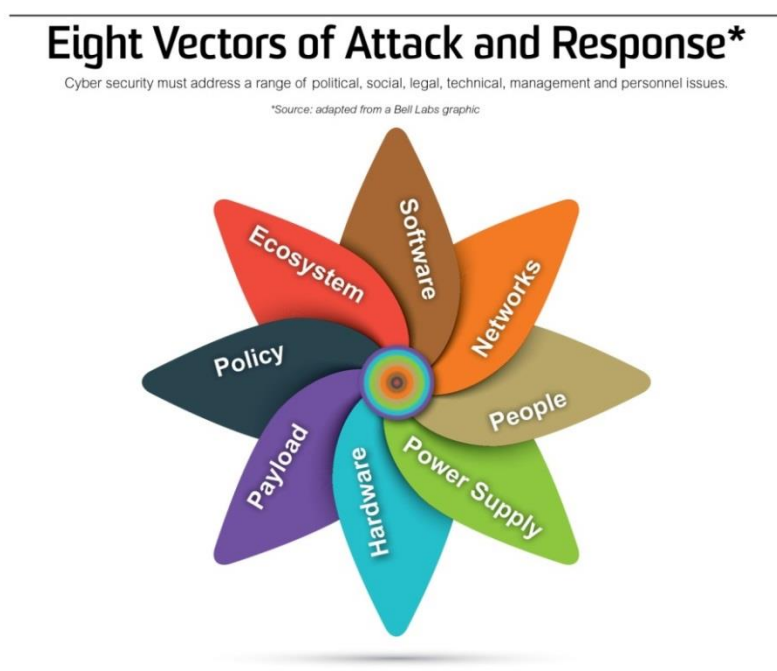 Eight Vectors of Attack and Response*
Cyber security must address a range of political, social, legal, technical, management and personnel issues.
*Source: adapted from a Bell Labs graphic
Software
Networks
People
Power Supply
Hardware
Payload
Policy
Ecosystem